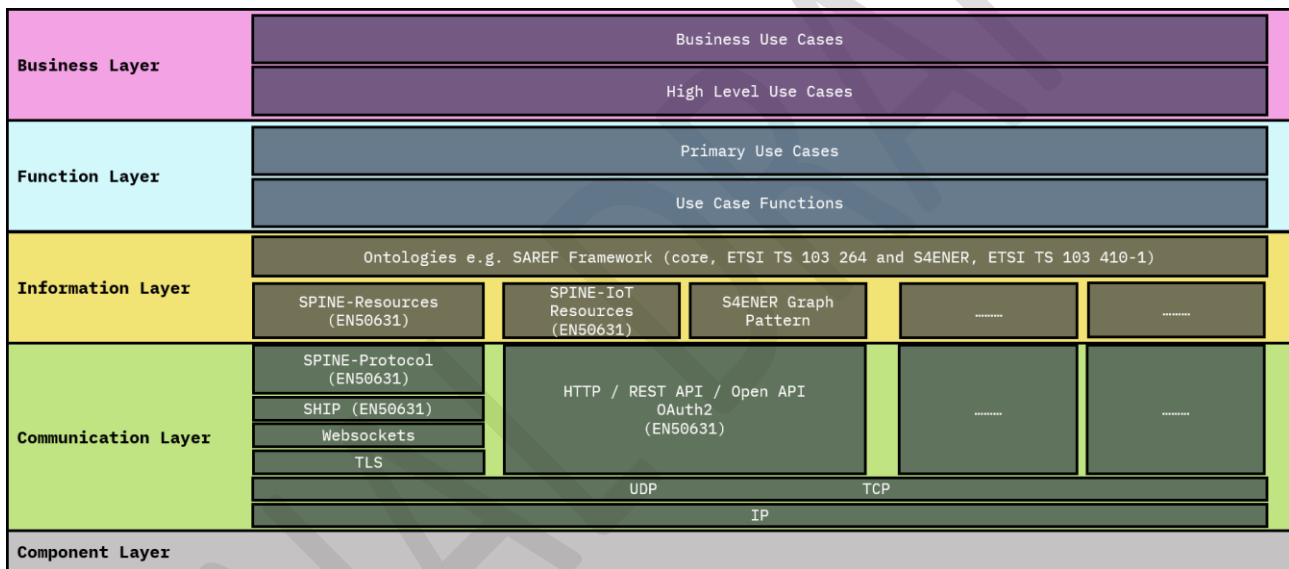 Business Layer
Business Use Cases
High Level Use Cases
Function Layer
Primary Use Cases
Use Case Functions
Information Layer
Ontologies e.g. SAREF Framework (core, ETSI TS 103 264 and S4ENER, ETSI TS 103 410-1)
SPINE-Resources
(EN50631)
SPINE-IoT
Resources
(EN50631)
S4ENER Graph
Pattern
………
………
Communication Layer
SPINE-Protocol
(EN50631)
SHIP (EN50631)
Websockets
TLS
HTTP / REST API / Open API
OAuth2
(EN50631)
………
………
UDP TCP
IP
Component Layer